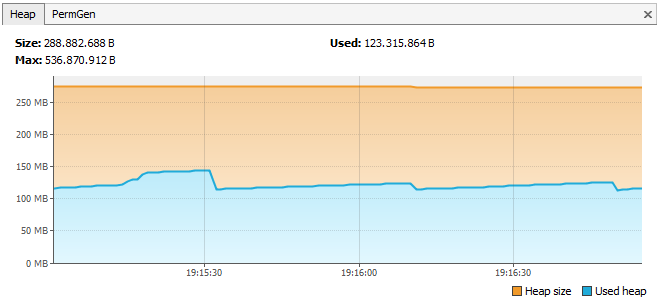 Heap PermGen
Size: 288.882.688 B Used: 123.315.864 B
Max: 536.870.912 B
250 MB
200 MB
150 MB
100 MB
50 MB
0 MB
19:15:30 19:16:00 19:16:30
Heap size Used heap